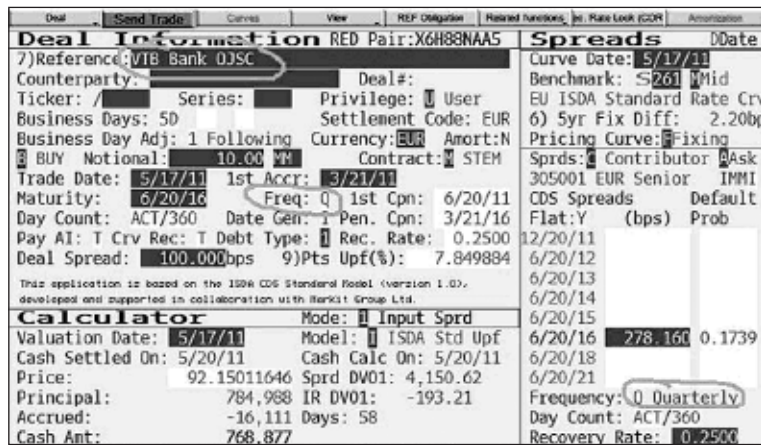 Deal Send Trade Curves View REF Obligation Related functions Amortization
Deal Information RED Pair:X6H88NAA5
7)Reference:VTB Bank OJSC
Counterparty: Deal#:
Ticker: / Series: Privilege: U User
Business Days: 5D Settlement Code: EUR
Business Day Adj: 1 Following Currency:EUR Amort:N
B BUY Notional: 10.00 MM Contract: STEM
Trade Date: 5/17/11 1st Accr: 3/21/11
Maturity: 6/20/16 Freq: Q 1st Cpn: 6/20/11
Day Count: ACT/360 Date Gen: I Pen. Cpn: 3/21/16
Pay AI: T Crv Rec: T Debt Type: 1 Rec. Rate: 0.2500
Deal Spread: 100.000bps 9)Pts Upf(%): 7.849884
This application is based on the ISDA CDS Standard Model (version 1.0),
developed and supported in collaboration with Markit Group Ltd.
Calculator Mode: 1 Input Sprd
Valuation Date: 5/17/11 Model: I ISDA Std Upf
Cash Settled On: 5/20/11 Cash Calc On: 5/20/11
Price: 92.15011646 Sprd DV01: 4,150.62
Principal: 784,988 IR DV01: -193.21
Accrued: -16,111 Days: 58
Cash Amt: 768,877
Spreads DDate
Curve Date: 5/17/11
Benchmark: S261 MMid
EU ISDA Standard Rate Crv
6) 5yr Fix Diff: 2.20bp
Pricing Curve:FFixing
Sprds:C Contributor AAsk
305001 EUR Senior IMMI
CDS Spreads Default
Flat:Y (bps) Prob
12/20/11
6/20/12
6/20/13
6/20/14
6/20/15
6/20/16 278.160 0.1739
6/20/18
6/20/21
Frequency: Q Quarterly
Day Count: ACT/360
Recovery Rate: 0.2500